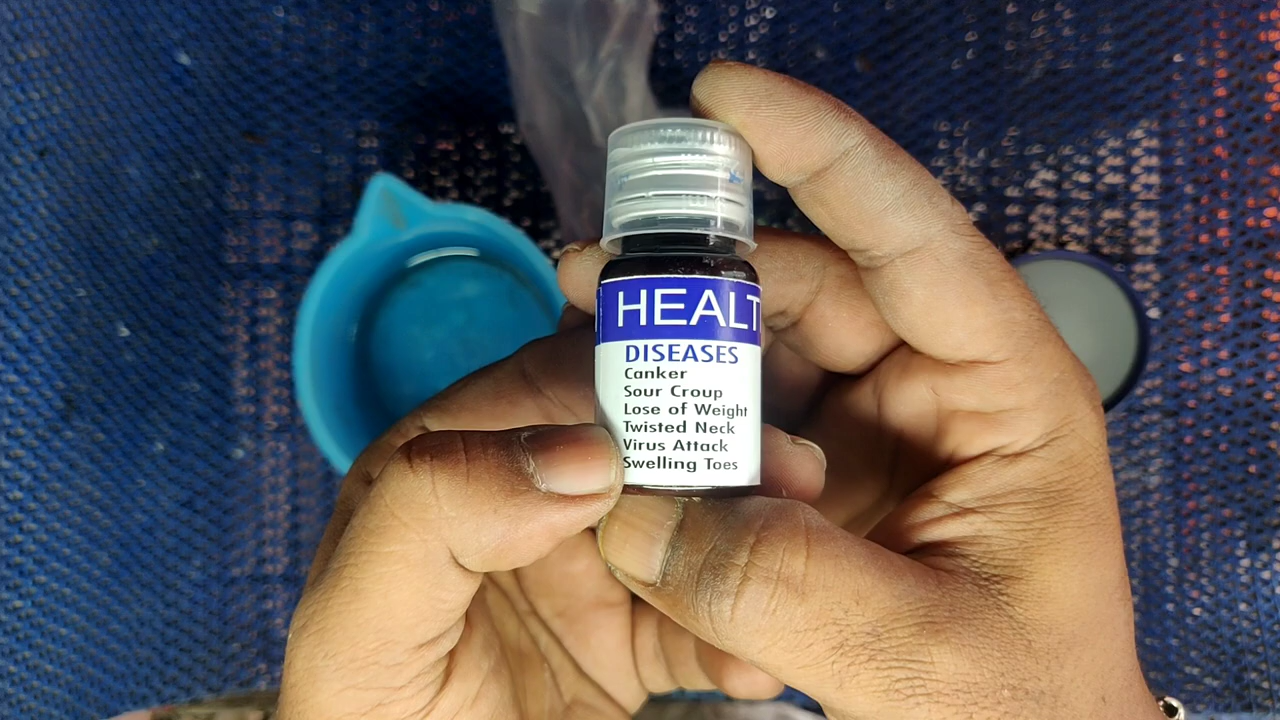 HEALT
DISEASES
Canker
Sour Croup
Lose of Weight
Twisted Neck
Virus Attack
Swelling Toes